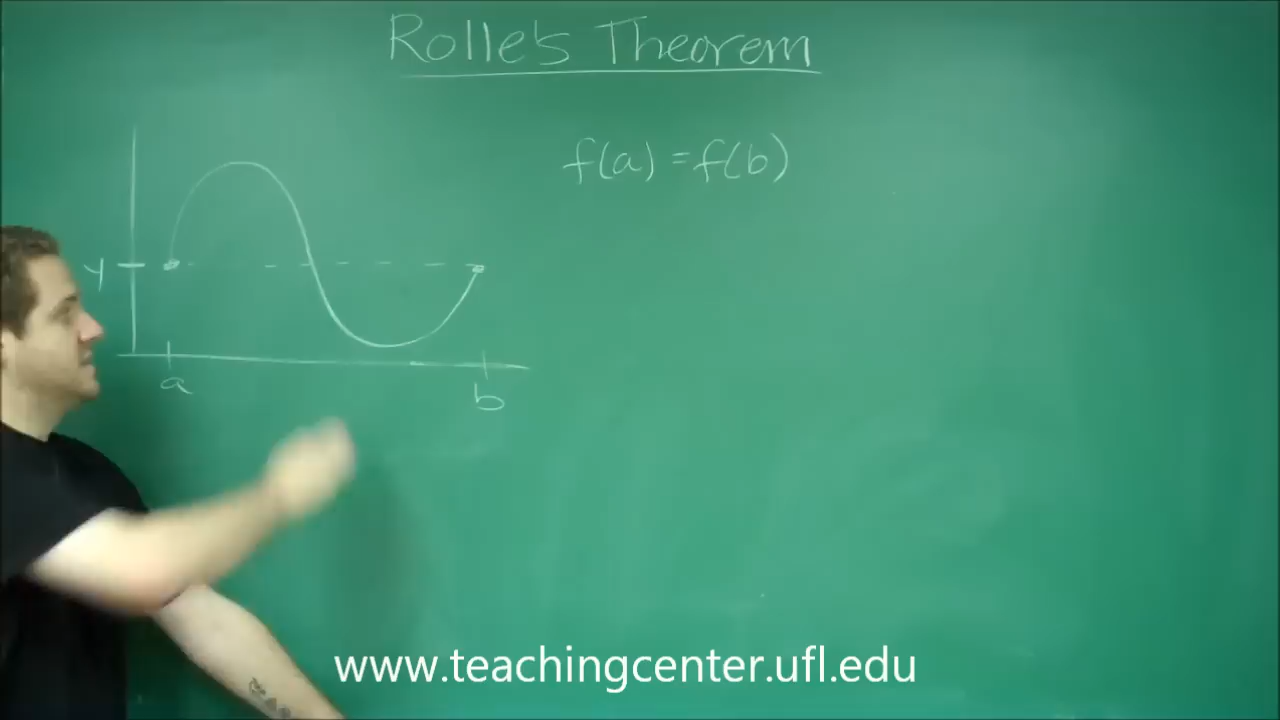 Rolle's Theorem
f(a) = f(b)
y
a
b
www.teachingcenter.ufl.edu